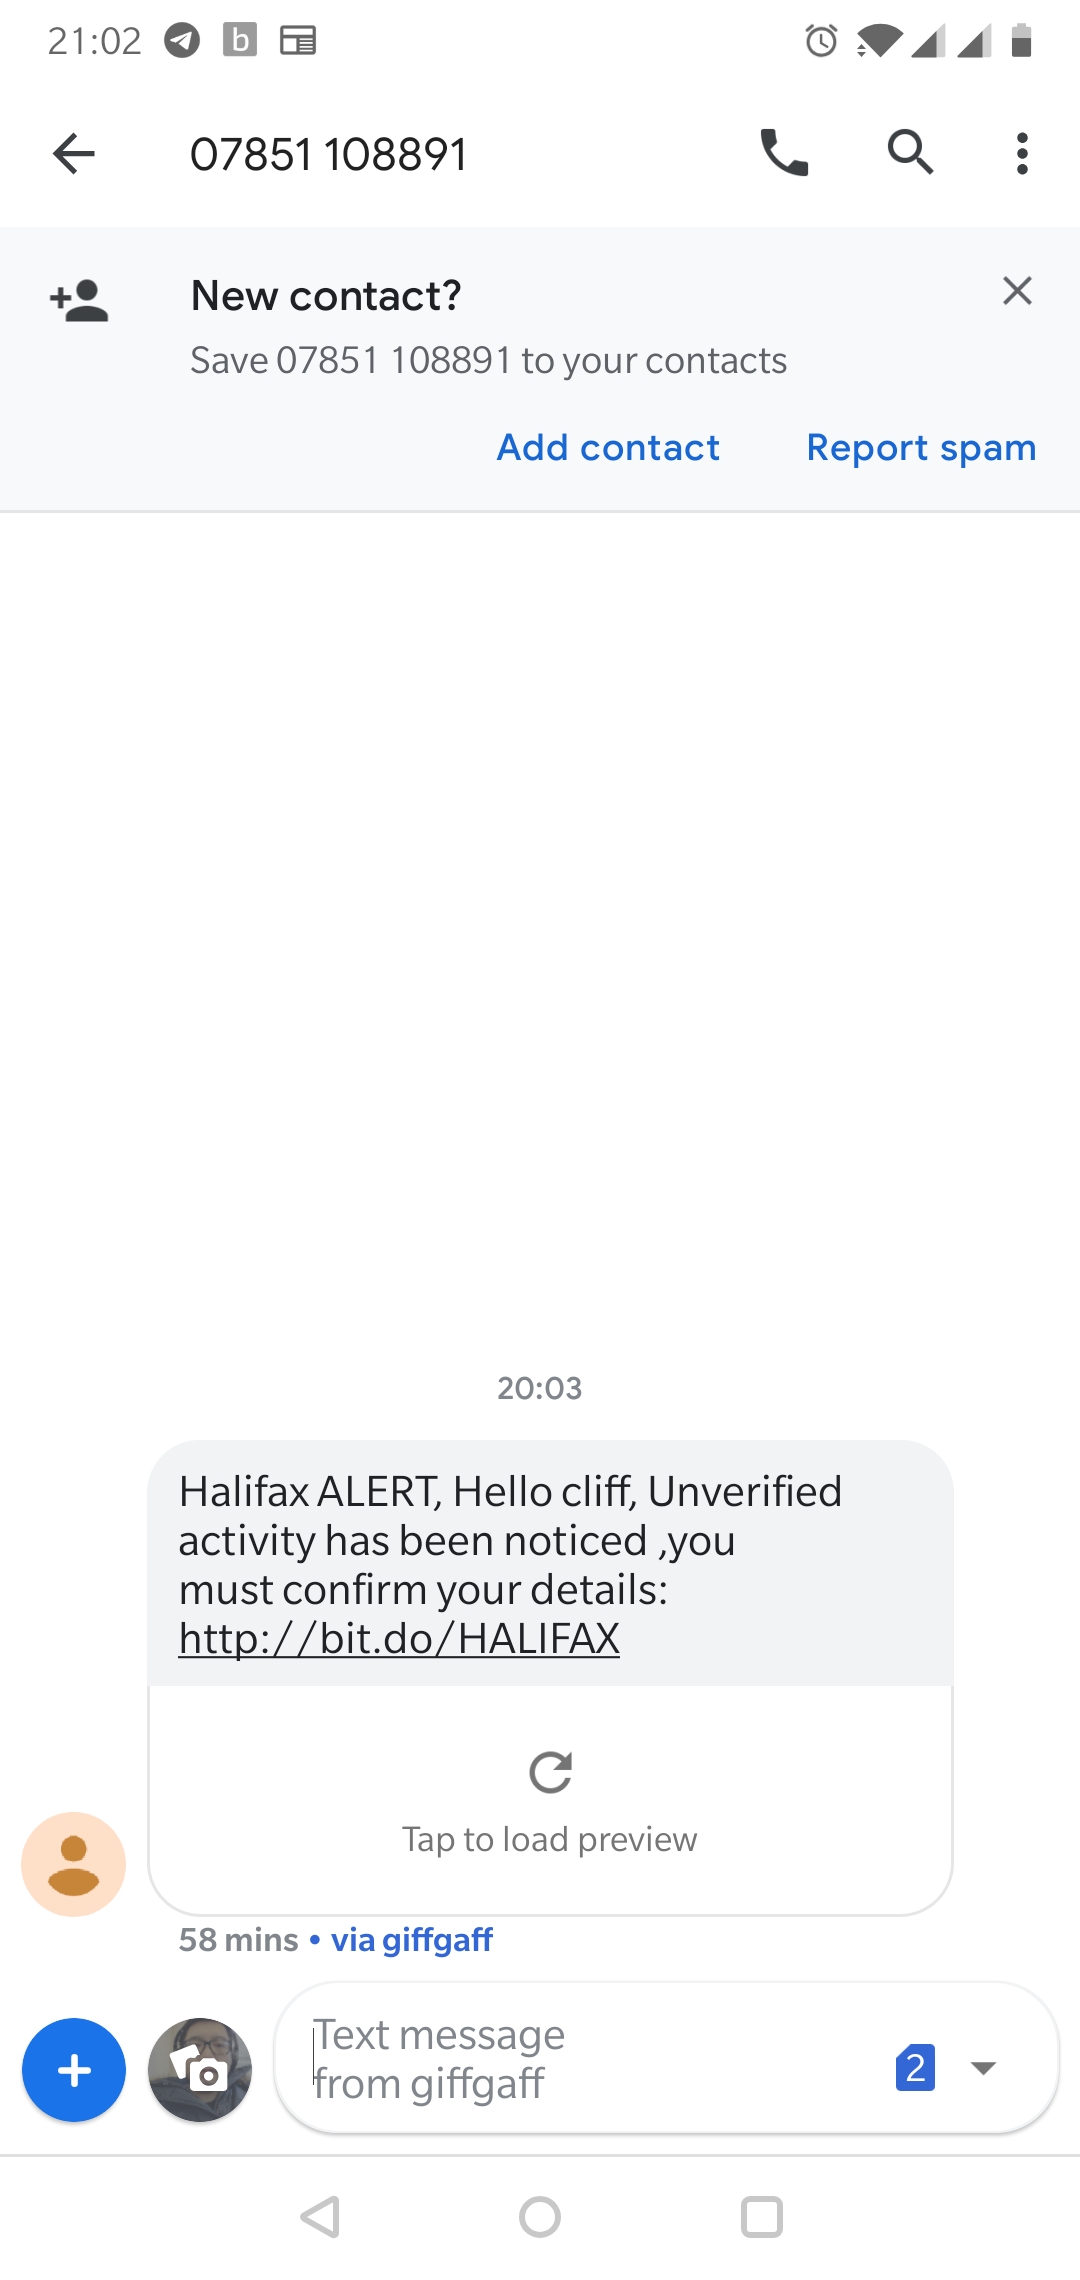 21:02 b
07851 108891
New contact?
Save 07851 108891 to your contacts
Add contact Report spam
20:03
Halifax ALERT, Hello cliff, Unverified
activity has been noticed ,you
must confirm your details:
http://bit.do/HALIFAX
Tap to load preview
58 mins • via giffgaff
Text message
from giffgaff
2